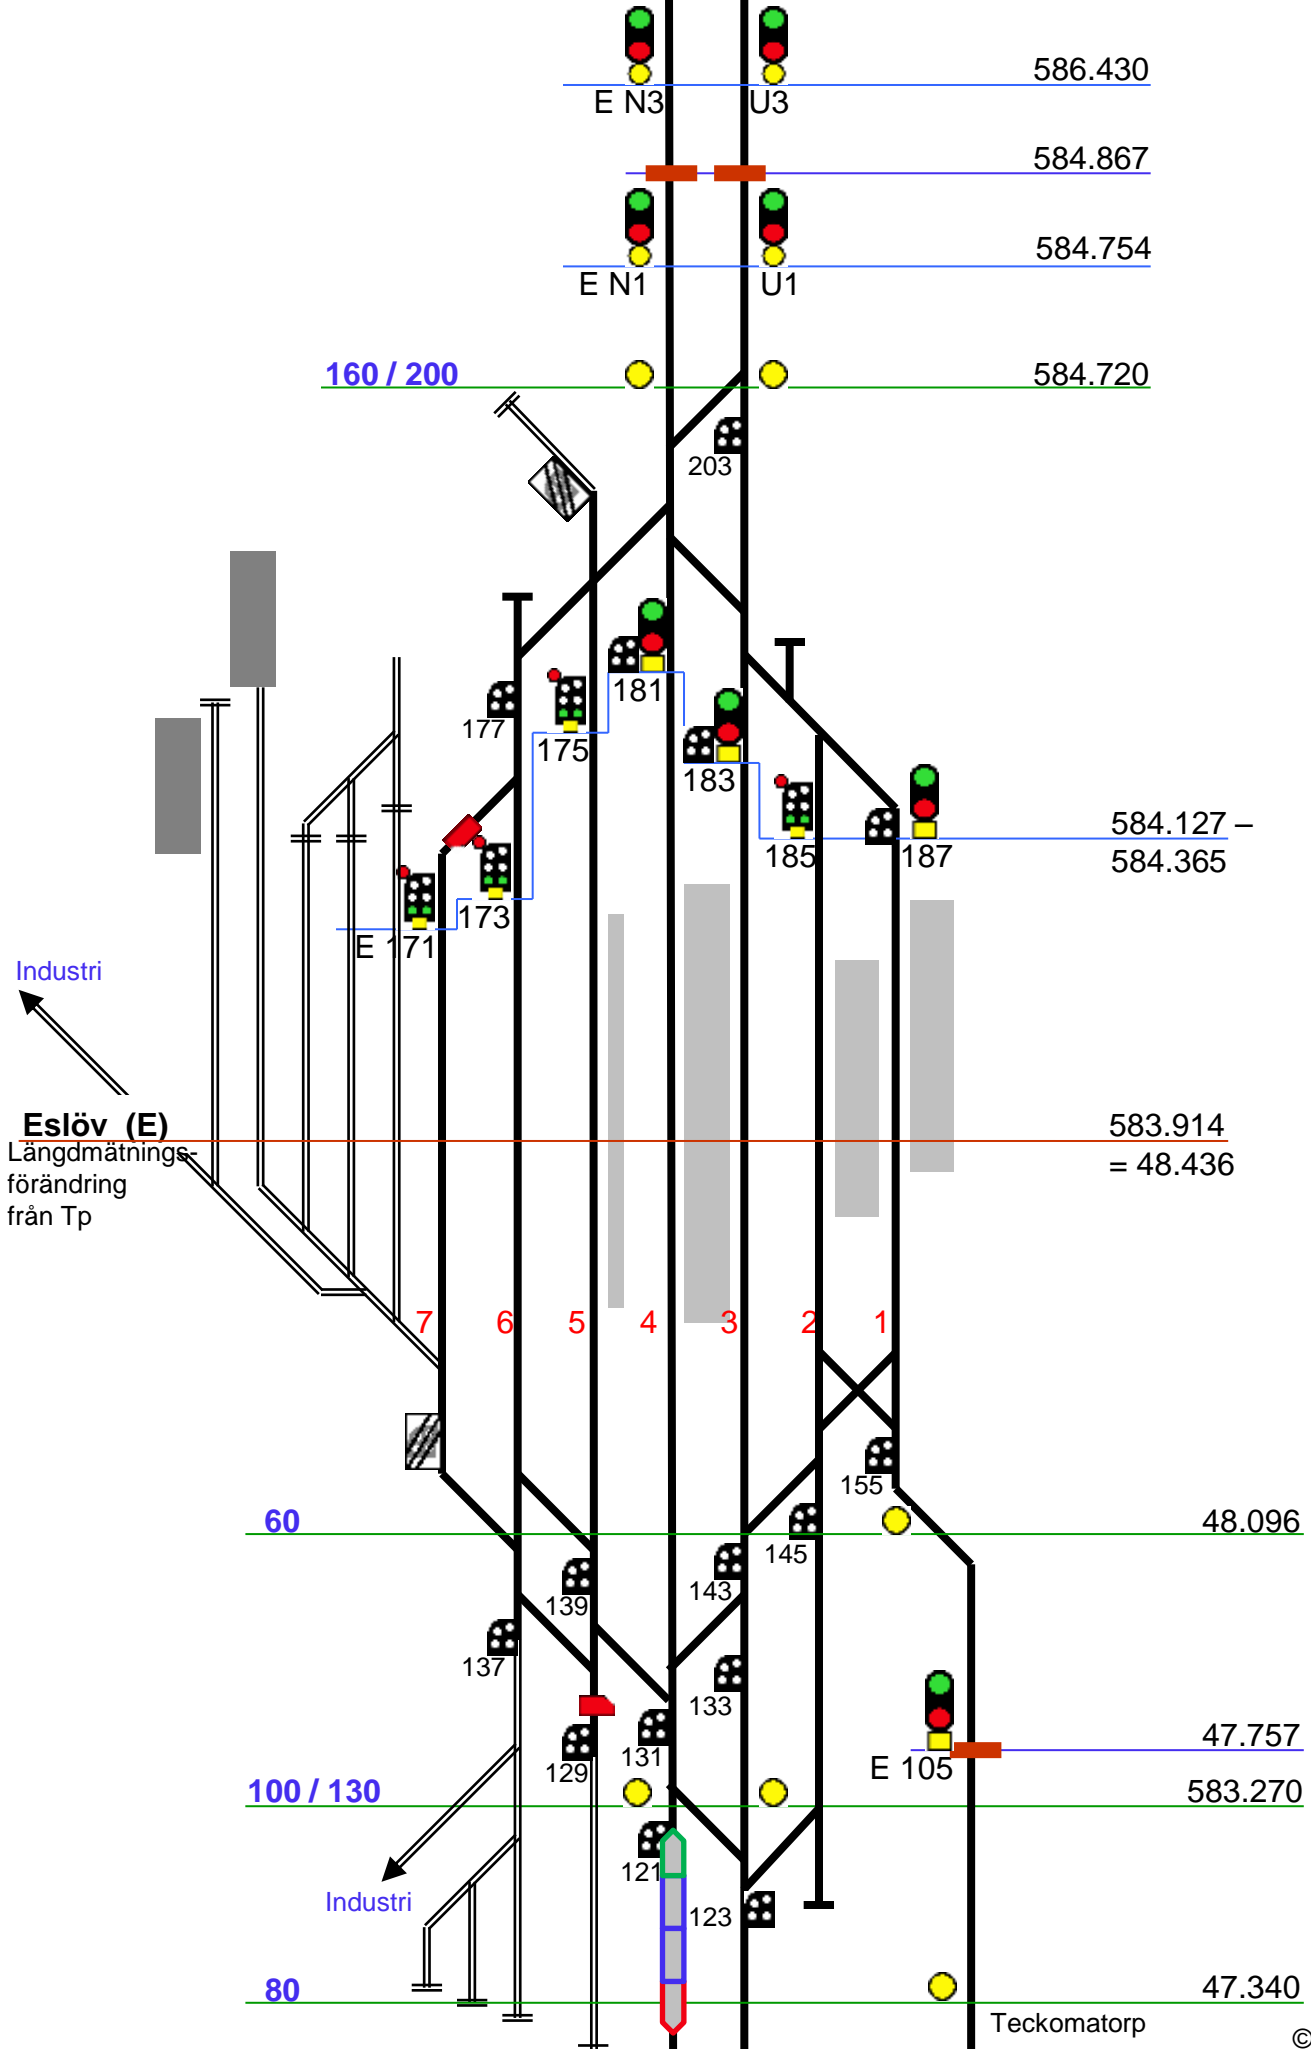 586.430
E N3
U3
584.867
584.754
E N1
U1
160 / 200
584.720
203
181
177
175
183
584.127 –
185
187
584.365
173
E 171
Industri
Eslöv (E)
583.914
Längdmätnings-
= 48.436
förändring
från Tp
7
6
5
4
3
2
1
155
60
48.096
145
143
139
137
133
47.757
131
129
E 105
100 / 130
583.270
121
Industri
123
80
47.340
Teckomatorp
©